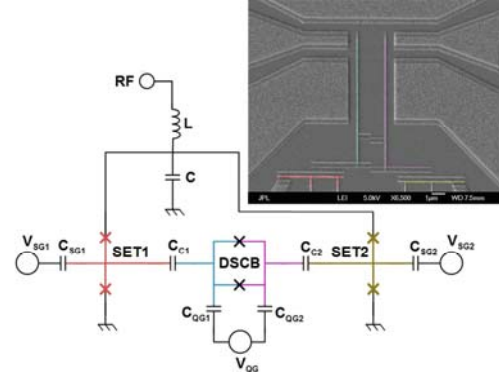 RF
L
C
V_SG1
C_SG1
SET1
C_C1
DSCB
C_C2
SET2
C_SG2
V_SG2
C_QG1
C_QG2
V_QG
JPL LEI 5.0kV X6,500 1μm WD 7.5mm